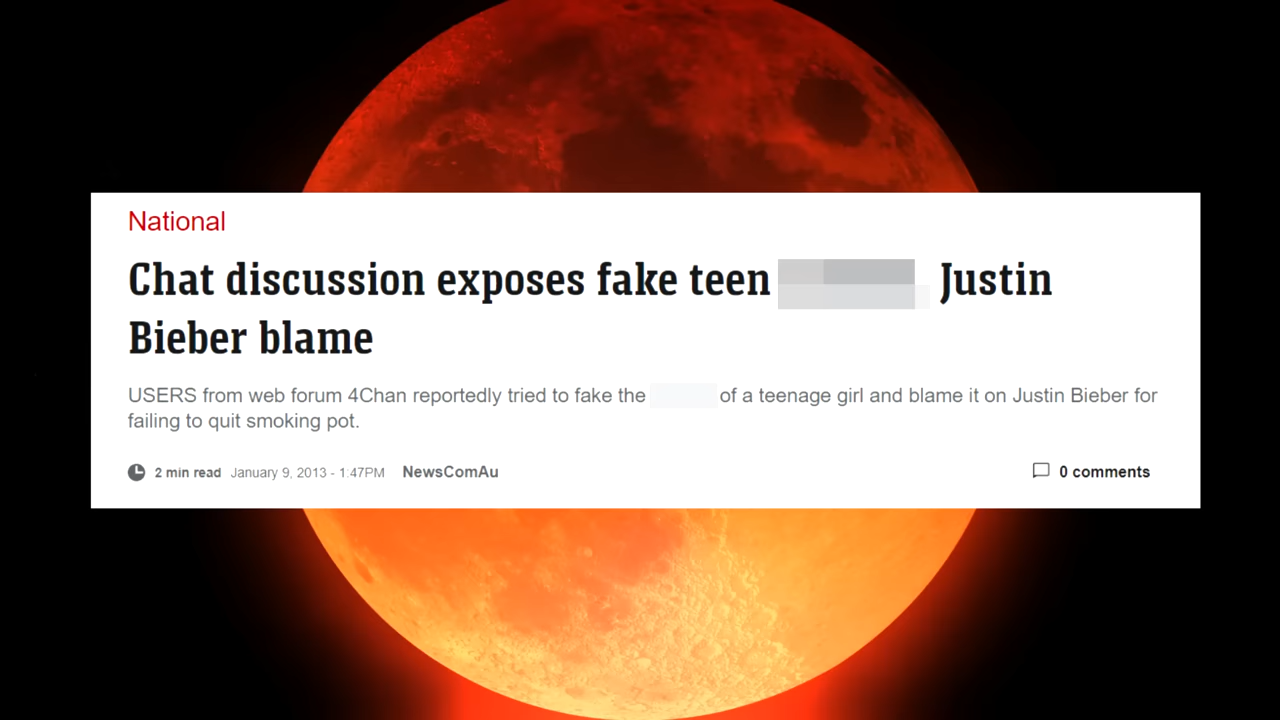 National
Chat discussion exposes fake teen Justin
Bieber blame
USERS from web forum 4Chan reportedly tried to fake the of a teenage girl and blame it on Justin Bieber for
failing to quit smoking pot.
2 min read January 9, 2013 - 1:47PM NewsComAu 0 comments